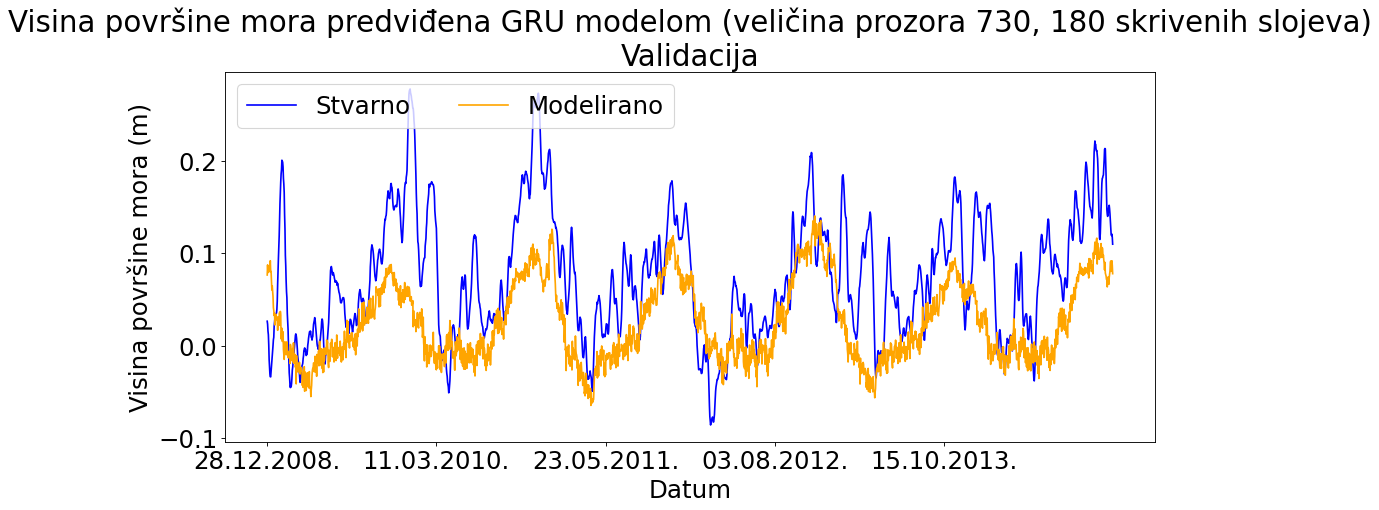 Visina površine mora predviđena GRU modelom (veličina prozora 730, 180 skrivenih slojeva)
Validacija
Stvarno
Modelirano
Visina površine mora (m)
0.2
0.1
0.0
−0.1
28.12.2008.
11.03.2010.
23.05.2011.
03.08.2012.
15.10.2013.
Datum